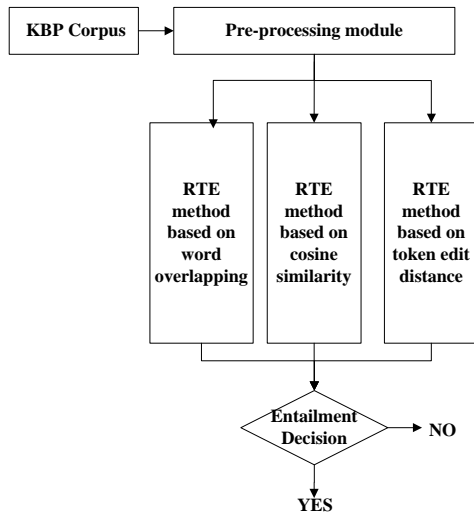 KBP Corpus
Pre-processing module
RTE
method
based on
word
overlapping
RTE
method
based on
cosine
similarity
RTE
method
based on
token edit
distance
Entailment
Decision
NO
YES